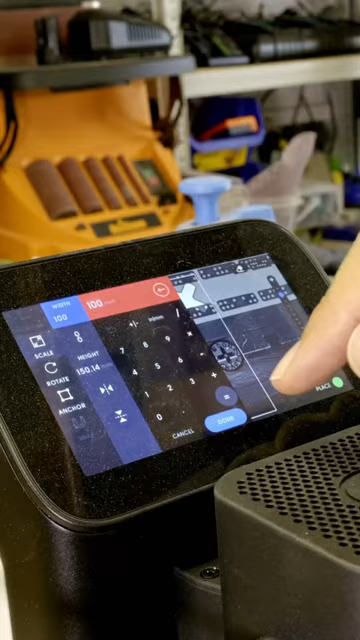 WIDTH
100
100 mm
SCALE
ROTATE
ANCHOR
HEIGHT
150.14
7 8 9 *
4 5 6 -
1 2 3 +
0 . =
CANCEL
DONE
PLACE